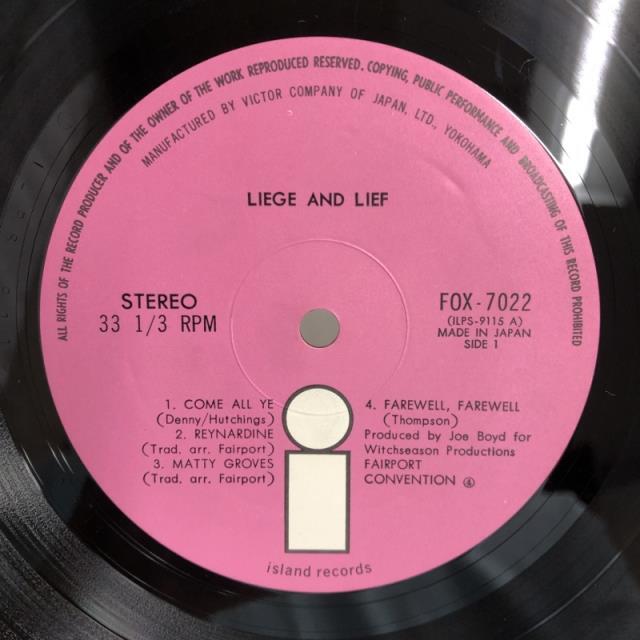 ALL RIGHTS OF THE RECORD PRODUCER AND OF THE OWNER OF THE WORK REPRODUCED RESERVED. COPYING, PUBLIC PERFORMANCE AND BROADCASTING OF THIS RECORD PROHIBITED
MANUFACTURED BY VICTOR COMPANY OF JAPAN, LTD. YOKOHAMA
LIEGE AND LIEF
STEREO
33 1/3 RPM
FOX-7022
(ILPS-9115 A)
MADE IN JAPAN
SIDE 1
1. COME ALL YE
(Denny/Hutchings)
2. REYNARDINE
(Trad. arr. Fairport)
3. MATTY GROVES
(Trad. arr. Fairport)
4. FAREWELL, FAREWELL
(Thompson)
Produced by Joe Boyd for
Witchseason Productions
FAIRPORT
CONVENTION ④
i
island records